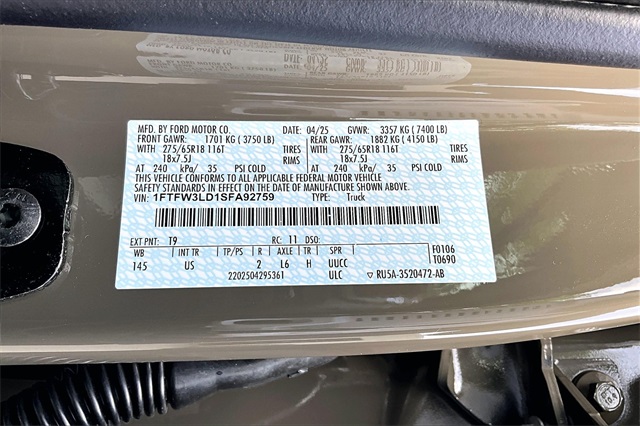 MFD. BY FORD MOTOR CO. DATE: 04/25 GVWR: 3357 KG (7400 LB)
FRONT GAWR: 1701 KG (3750 LB) REAR GAWR: 1882 KG (4150 LB)
275/65R18 116T TIRES 275/65R18 116T TIRES
18x7.5J RIMS 18x7.5J RIMS
AT 240 kPa/ 35 PSI COLD AT 240 kPa/ 35 PSI COLD
THIS VEHICLE CONFORMS TO ALL APPLICABLE FEDERAL MOTOR VEHICLE
SAFETY STANDARDS IN EFFECT ON THE DATE OF MANUFACTURE SHOWN ABOVE.
VIN: 1FTFW3LD1SFA92759 TYPE: Truck
EXT PNT: T9 RC: 11 DSO: F0106
WB TP/PS R AXLE TR SPR T0690
145 US 2 L6 H UUCC
2202504295361 ULC RU5A-3520472-AB